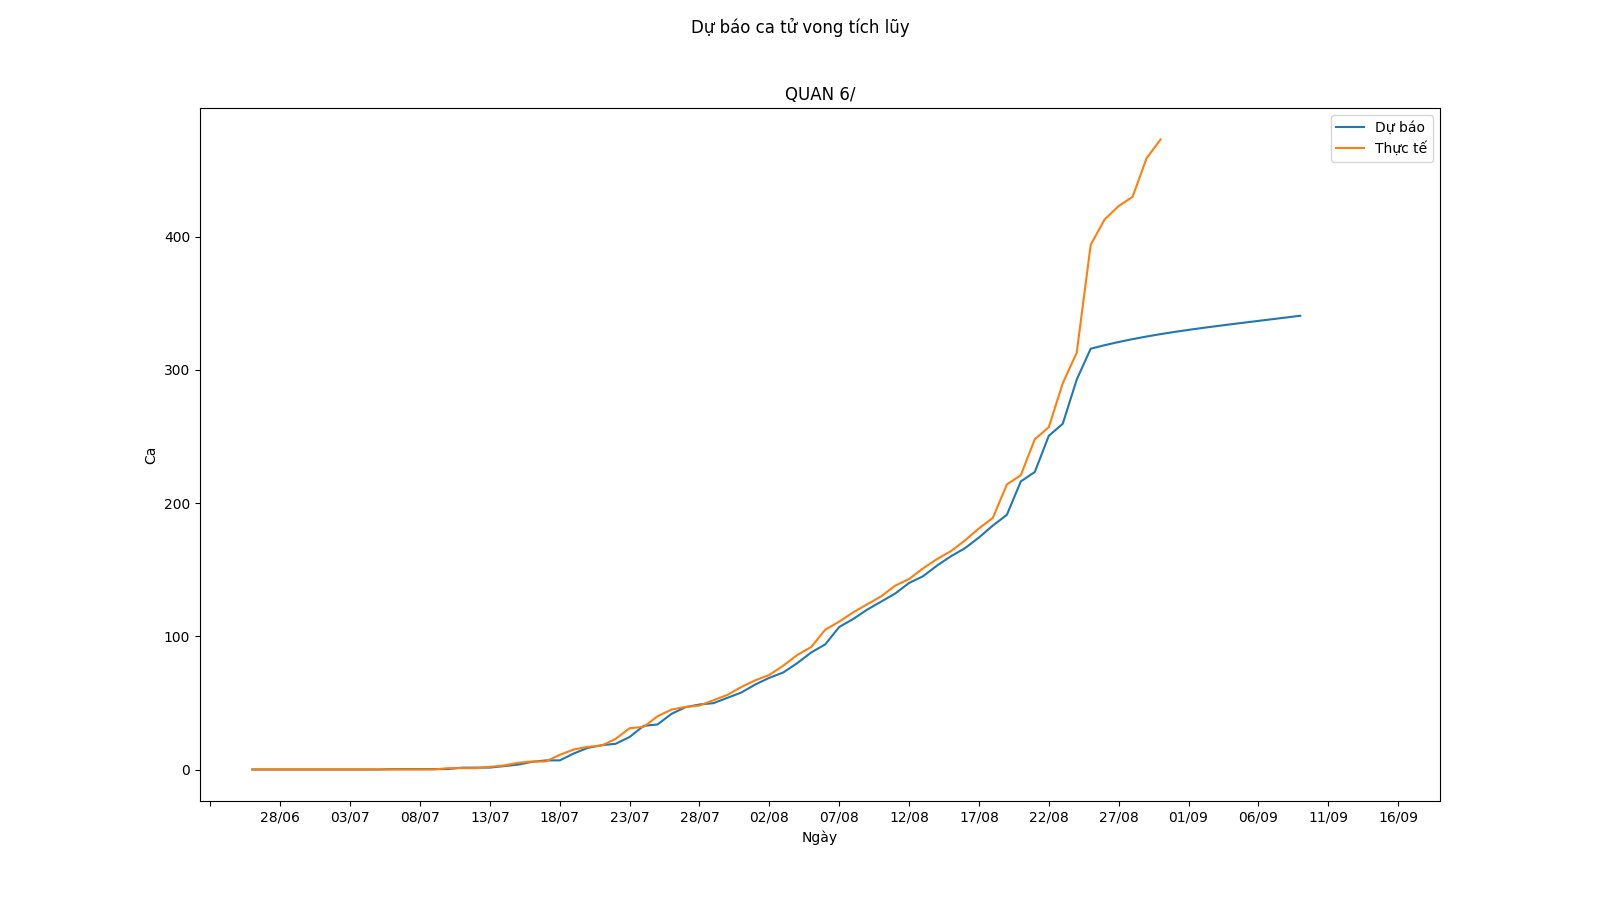 Dự báo ca tử vong tích lũy
QUAN 6/
Dự báo
Thực tế
400
300
200
100
0
Ca
28/06 03/07 08/07 13/07 18/07 23/07 28/07 02/08 07/08 12/08 17/08 22/08 27/08 01/09 06/09 11/09 16/09
Ngày